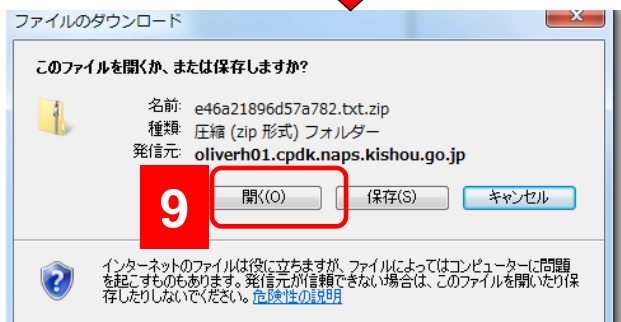 ファイルのダウンロード
x
このファイルを開くか、または保存しますか?
名前: e46a21896d57a782.txt.zip
種類: 圧縮 (zip 形式) フォルダー
発信元: oliverh01.cpdk.naps.kishou.go.jp
9
開く(O) 保存(S) キャンセル
インターネットのファイルは役に立ちますが、ファイルによってはコンピューターに問題
を起こすものもあります。発信元が信頼できない場合は、このファイルを開いたり保
存したりしないでください。危険性の説明